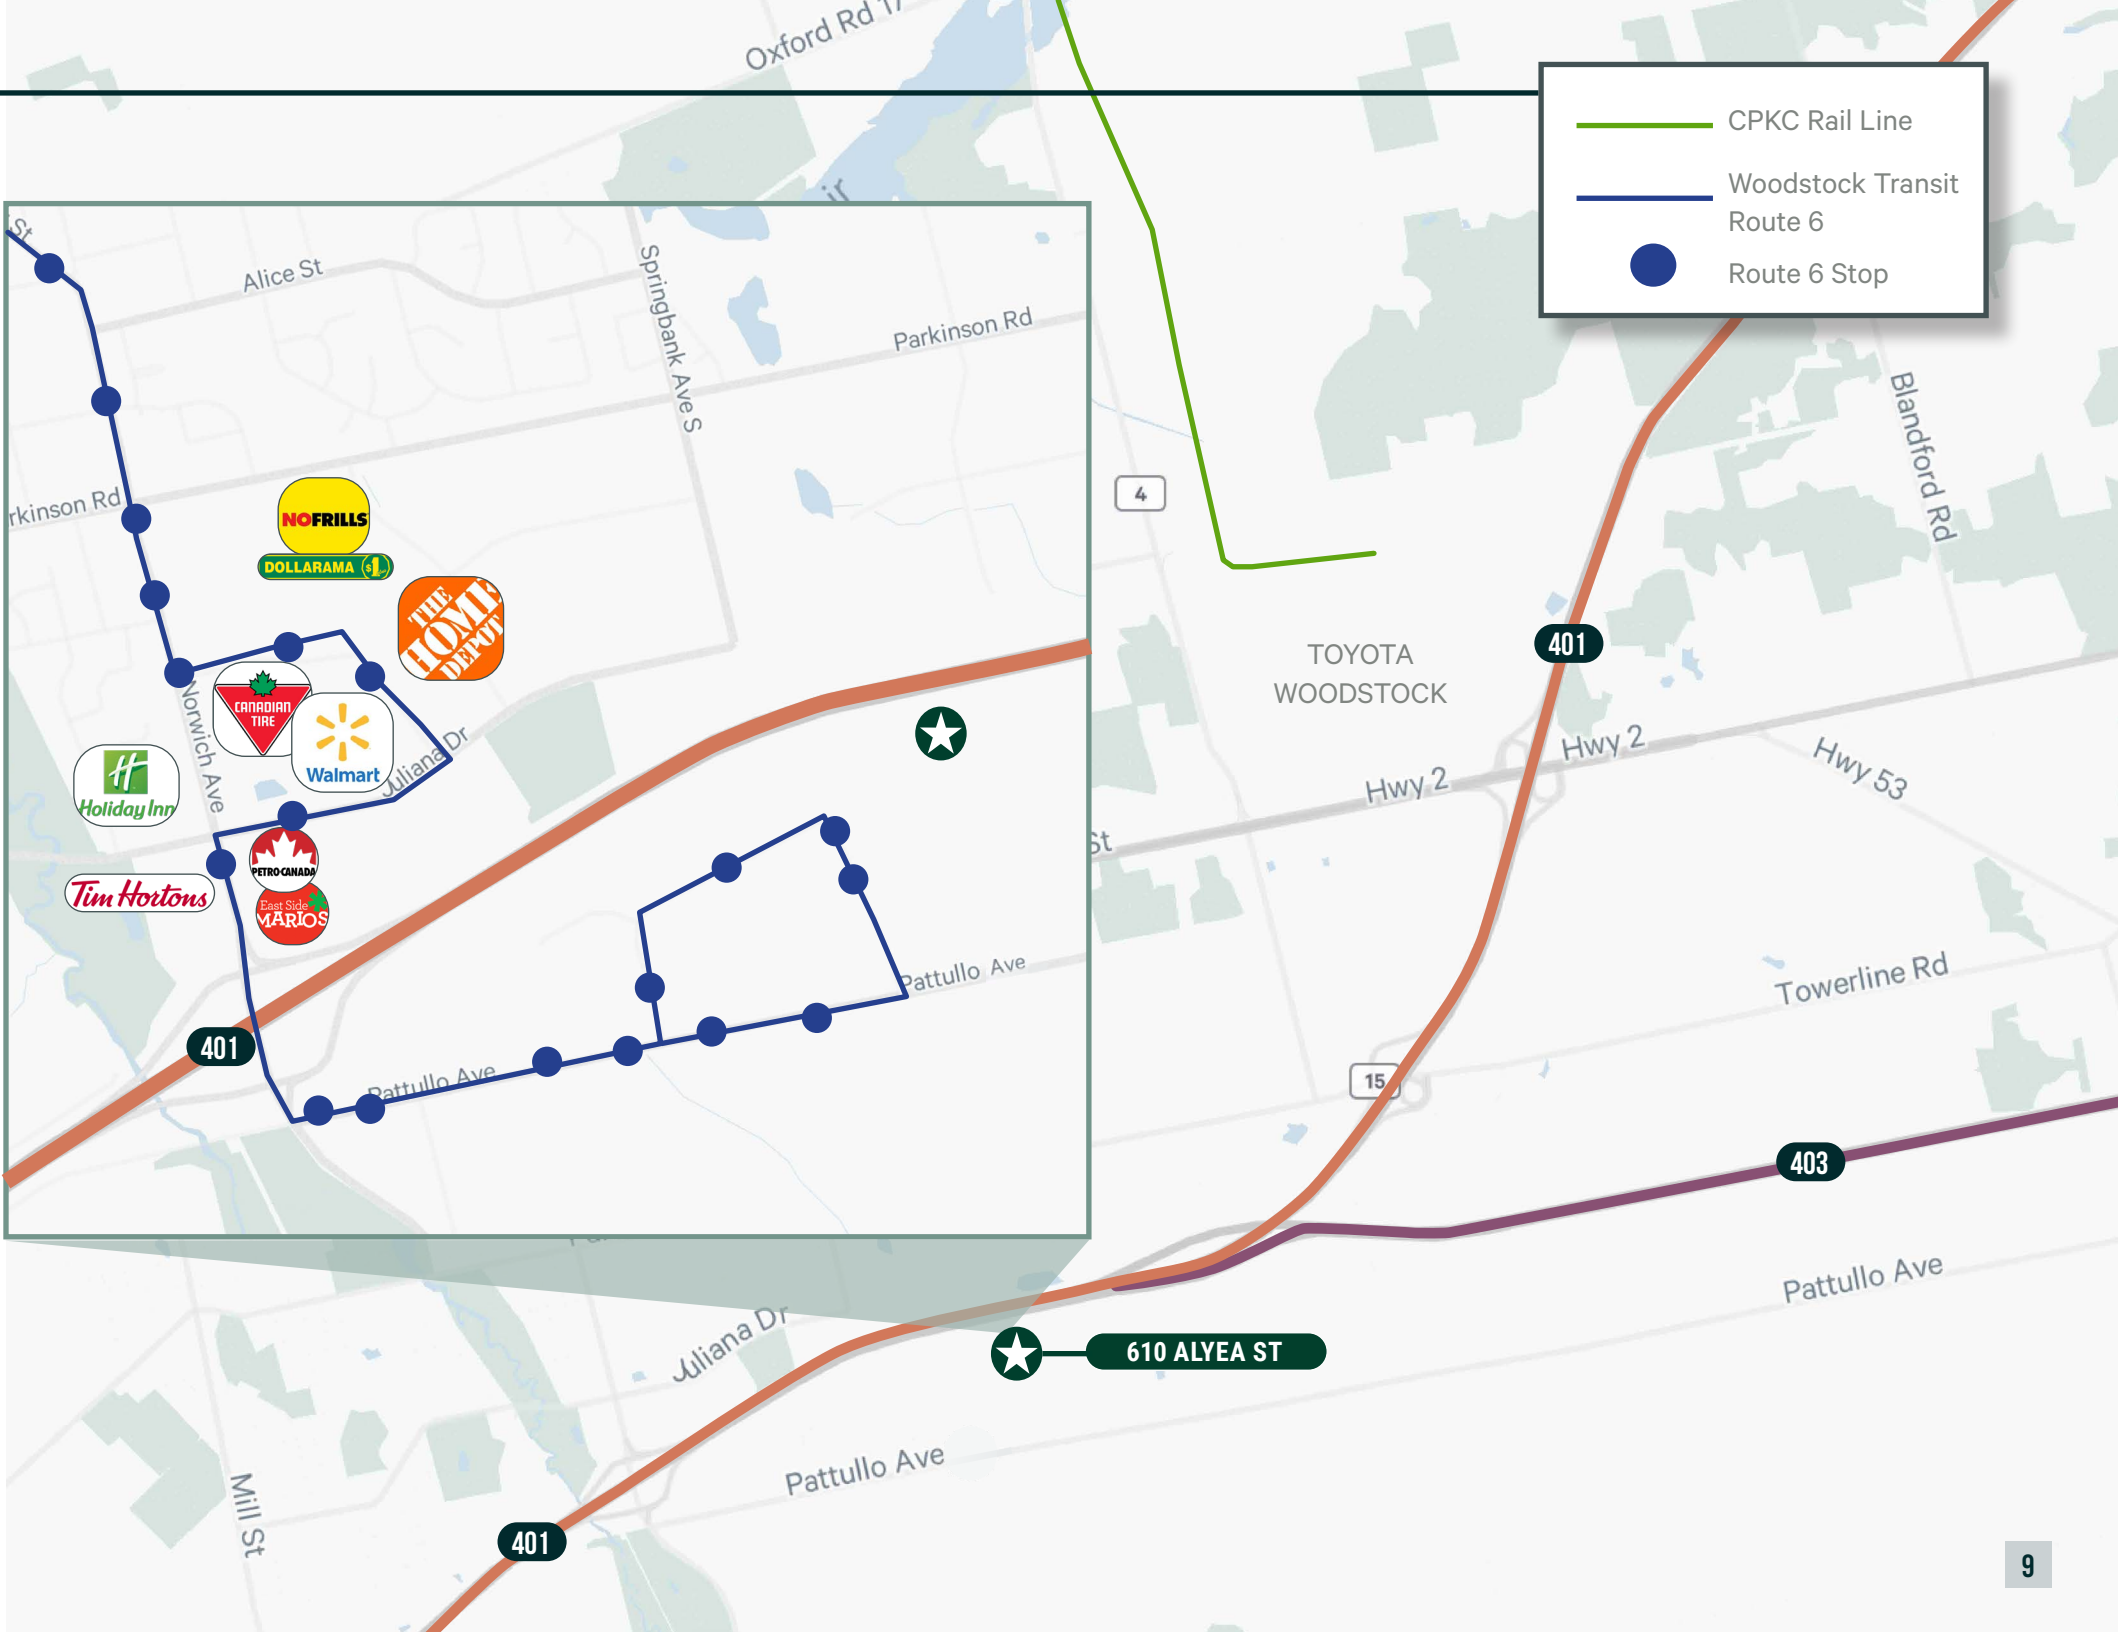 Oxford Rd 17
CPKC Rail Line
Woodstock Transit
Route 6
Route 6 Stop
ir
St
Alice St
Springbank Ave S
Parkinson Rd
rkinson Rd
NOFRILLS
DOLLARAMA $1
THE
HOME
DEPOT
CANADIAN
TIRE
Walmart
Norwich Ave
Juliana Dr
Holiday Inn
PETRO-CANADA
Tim Hortons
East Side
MARIOS
401
Pattullo Ave
Pattullo Ave
4
TOYOTA
WOODSTOCK
Blandford Rd
401
Hwy 2
Hwy 2
Hwy 53
St
Towerline Rd
15
403
Pattullo Ave
Juliana Dr
610 ALYEA ST
Pattullo Ave
Mill St
401
9